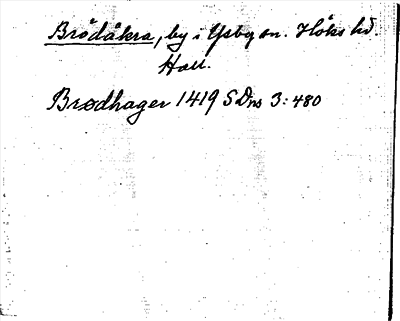 Brödåkra, by i Ysby sn. Höks hd.
Hall.
Brødhager 1419 SDns 3:480